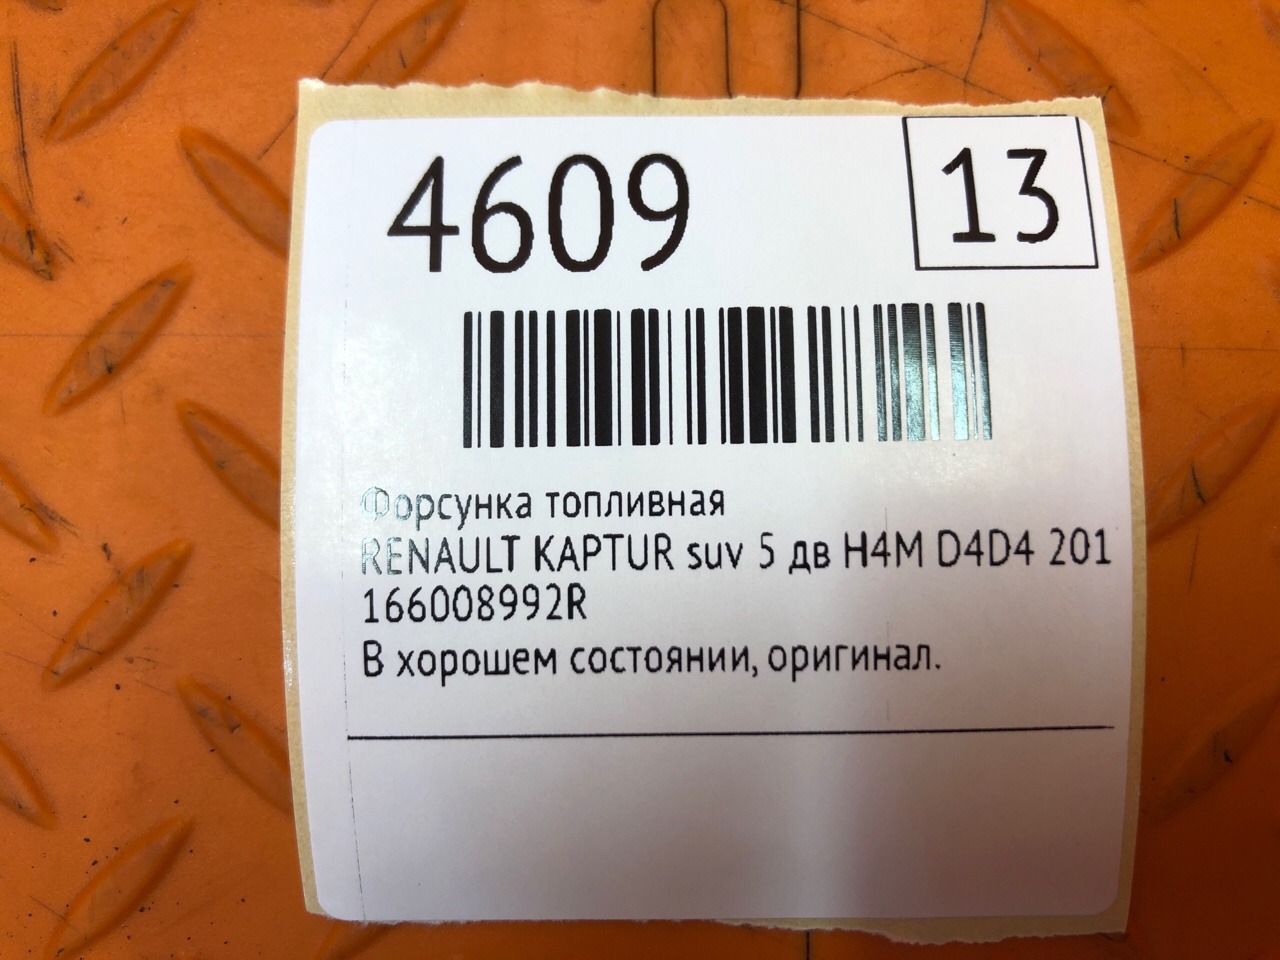 4609
13
Форсунка топливная
RENAULT KAPTUR suv 5 дв H4M D4D4 201
166008992R
В хорошем состоянии, оригинал.